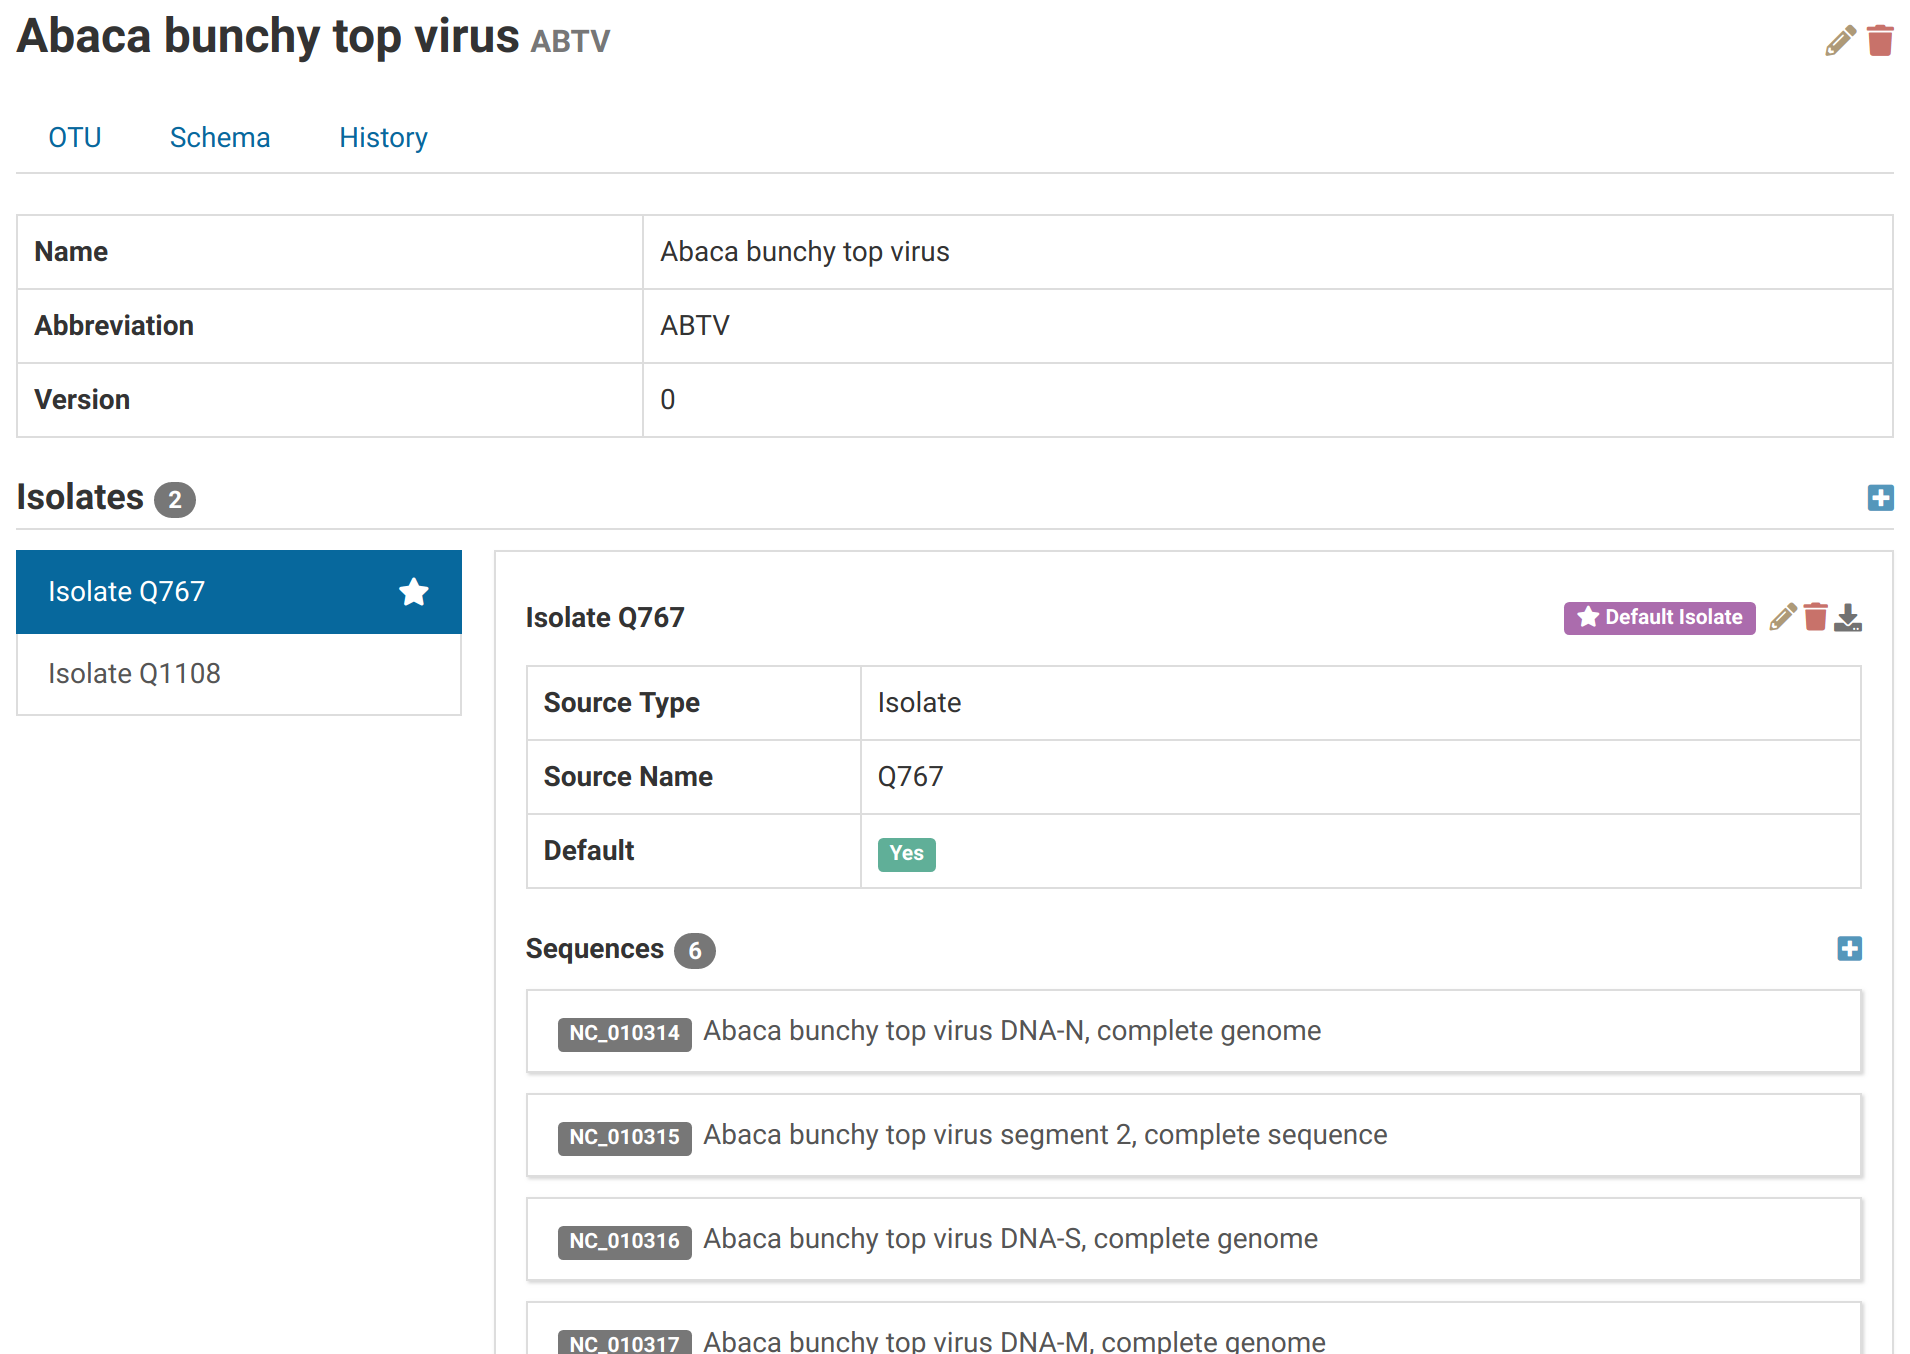 Abaca bunchy top virus ABTV
OTU Schema History
Name Abaca bunchy top virus
Abbreviation ABTV
Version 0
Isolates 2
Isolate Q767
Isolate Q1108
Isolate Q767 Default Isolate
Source Type Isolate
Source Name Q767
Default Yes
Sequences 6
NC_010314 Abaca bunchy top virus DNA-N, complete genome
NC_010315 Abaca bunchy top virus segment 2, complete sequence
NC_010316 Abaca bunchy top virus DNA-S, complete genome
NC_010317 Abaca bunchy top virus DNA-M, complete genome